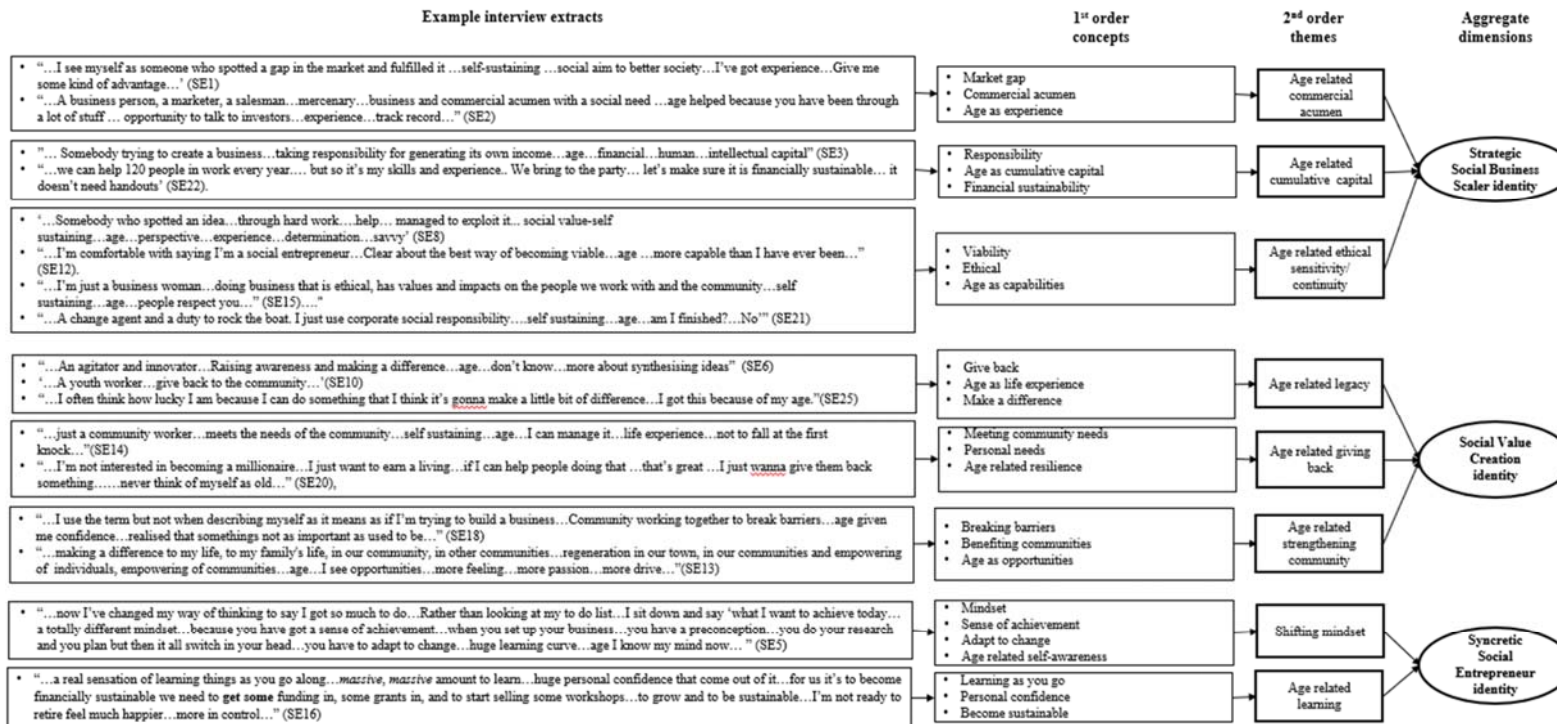 Example interview extracts
1st order
concepts
2nd order
themes
Aggregate
dimensions
• “…I see myself as someone who spotted a gap in the market and fulfilled it …self-sustaining …social aim to better society…I’ve got experience…Give me
some kind of advantage…’ (SE1)
• “…A business person, a marketer, a salesman…mercenary…business and commercial acumen with a social need …age helped because you have been through
a lot of stuff … opportunity to talk to investors…experience…track record…” (SE2)
• Market gap
• Commercial acumen
• Age as experience
Age related
commercial
acumen
• ”… Somebody trying to create a business…taking responsibility for generating its own income…age…financial…human…intellectual capital” (SE3)
• “…we can help 120 people in work every year…. but so it’s my skills and experience.. We bring to the party… let’s make sure it is financially sustainable… it
doesn’t need handouts’ (SE22).
• Responsibility
• Age as cumulative capital
• Financial sustainability
Age related
cumulative capital
Strategic
Social Business
Scaler identity
• ‘…Somebody who spotted an idea…through hard work….help… managed to exploit it... social value-self
sustaining…age…perspective…experience…determination…savvy’ (SE8)
• “…I’m comfortable with saying I’m a social entrepreneur…Clear about the best way of becoming viable…age …more capable than I have ever been…”
(SE12).
• “…I’m just a business woman…doing business that is ethical, has values and impacts on the people we work with and the community…self
sustaining…age…people respect you…” (SE15)…."
• “…A change agent and a duty to rock the boat. I just use corporate social responsibility….self sustaining…age…am I finished?…No’” (SE21)
• Viability
• Ethical
• Age as capabilities
Age related ethical
sensitivity/
continuity
• “…An agitator and innovator…Raising awareness and making a difference…age…don’t know…more about synthesising ideas” (SE6)
• ‘…A youth worker…give back to the community…’(SE10)
• “…I often think how lucky I am because I can do something that I think it’s gonna make a little bit of difference…I got this because of my age.”(SE25)
• Give back
• Age as life experience
• Make a difference
Age related legacy
• “…just a community worker…meets the needs of the community…self sustaining…age…I can manage it…life experience…not to fall at the first
knock…”(SE14)
• “…I’m not interested in becoming a millionaire…I just want to earn a living…if I can help people doing that …that’s great …I just wanna give them back
something……never think of myself as old…” (SE20),
• Meeting community needs
• Personal needs
• Age related resilience
Age related giving
back
Social Value
Creation
identity
• “…I use the term but not when describing myself as it means as if I’m trying to build a business…Community working together to break barriers…age given
me confidence…realised that somethings not as important as used to be…” (SE18)
• “…making a difference to my life, to my family’s life, in our community, in other communities…regeneration in our town, in our communities and empowering
of individuals, empowering of communities…age…I see opportunities…more feeling…more passion…more drive…”(SE13)
• Breaking barriers
• Benefiting communities
• Age as opportunities
Age related
strengthening
community
• “…now I’ve changed my way of thinking to say I got so much to do…Rather than looking at my to do list…I sit down and say ‘what I want to achieve today…
a totally different mindset…because you have got a sense of achievement…when you set up your business…you have a preconception…you do your research
and you plan but then it all switch in your head…you have to adapt to change…huge learning curve…age I know my mind now… ” (SE5)
• Mindset
• Sense of achievement
• Adapt to change
• Age related self-awareness
Shifting mindset
Syncretic
Social
Entrepreneur
identity
• “…a real sensation of learning things as you go along…massive, massive amount to learn…huge personal confidence that come out of it…for us it’s to become
financially sustainable we need to get some funding in, some grants in, and to start selling some workshops…to grow and to be sustainable…I’m not ready to
retire feel much happier…more in control…” (SE16)
• Learning as you go
• Personal confidence
• Become sustainable
Age related
learning